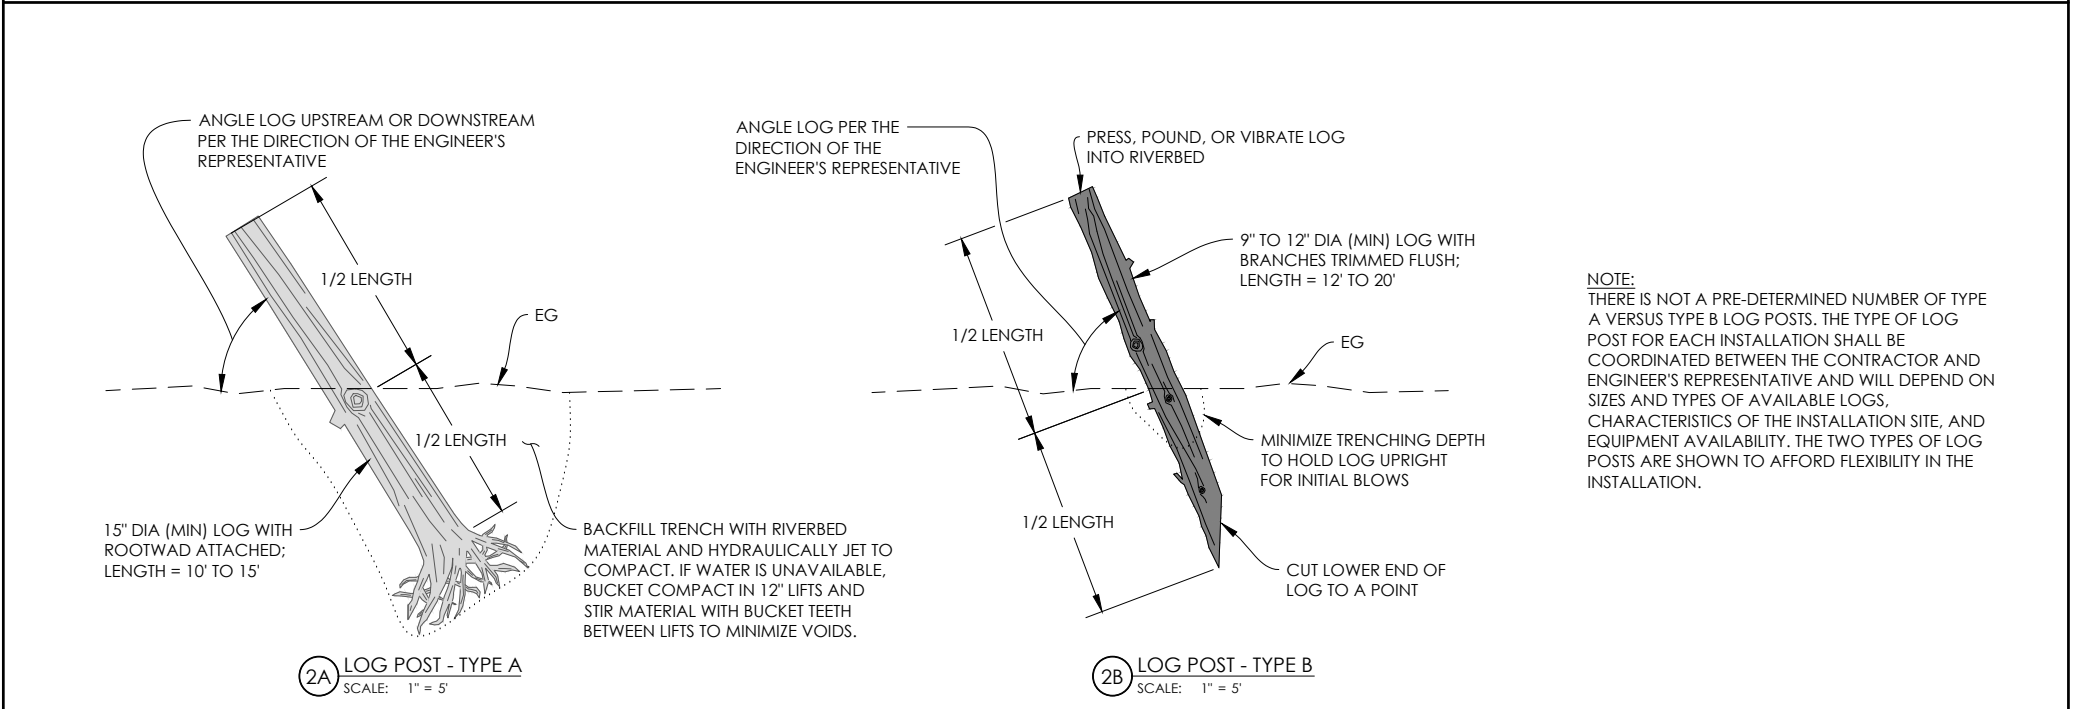 ANGLE LOG UPSTREAM OR DOWNSTREAM
PER THE DIRECTION OF THE ENGINEER'S
REPRESENTATIVE
1/2 LENGTH
EG
1/2 LENGTH
15" DIA (MIN) LOG WITH
ROOTWAD ATTACHED;
LENGTH = 10' TO 15'
BACKFILL TRENCH WITH RIVERBED
MATERIAL AND HYDRAULICALLY JET TO
COMPACT. IF WATER IS UNAVAILABLE,
BUCKET COMPACT IN 12" LIFTS AND
STIR MATERIAL WITH BUCKET TEETH
BETWEEN LIFTS TO MINIMIZE VOIDS.
2A
LOG POST - TYPE A
SCALE: 1" = 5'
ANGLE LOG PER THE
DIRECTION OF THE
ENGINEER'S REPRESENTATIVE
PRESS, POUND, OR VIBRATE LOG
INTO RIVERBED
9" TO 12" DIA (MIN) LOG WITH
BRANCHES TRIMMED FLUSH;
LENGTH = 12' TO 20'
1/2 LENGTH
EG
MINIMIZE TRENCHING DEPTH
TO HOLD LOG UPRIGHT
FOR INITIAL BLOWS
1/2 LENGTH
CUT LOWER END OF
LOG TO A POINT
2B
LOG POST - TYPE B
SCALE: 1" = 5'
NOTE:
THERE IS NOT A PRE-DETERMINED NUMBER OF TYPE
A VERSUS TYPE B LOG POSTS. THE TYPE OF LOG
POST FOR EACH INSTALLATION SHALL BE
COORDINATED BETWEEN THE CONTRACTOR AND
ENGINEER'S REPRESENTATIVE AND WILL DEPEND ON
SIZES AND TYPES OF AVAILABLE LOGS,
CHARACTERISTICS OF THE INSTALLATION SITE, AND
EQUIPMENT AVAILABILITY. THE TWO TYPES OF LOG
POSTS ARE SHOWN TO AFFORD FLEXIBILITY IN THE
INSTALLATION.